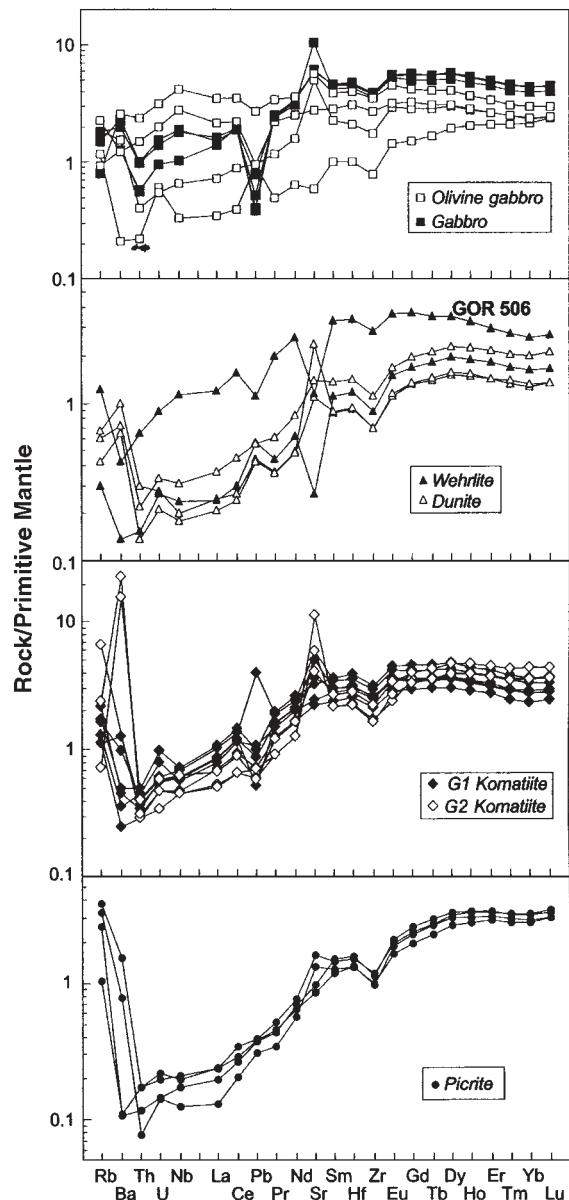 10
1
0.1
Olivine gabbro
Gabbro
GOR 506
1
0.1
Wehrlite
Dunite
Rock/Primitive Mantle
10
1
0.1
G1 Komatiite
G2 Komatiite
1
0.1
Picrite
Rb Th Nb La Pb Nd Sm Zr Gd Dy Er Yb
Ba U Ce Pr Sr Hf Eu Tb Ho Tm Lu